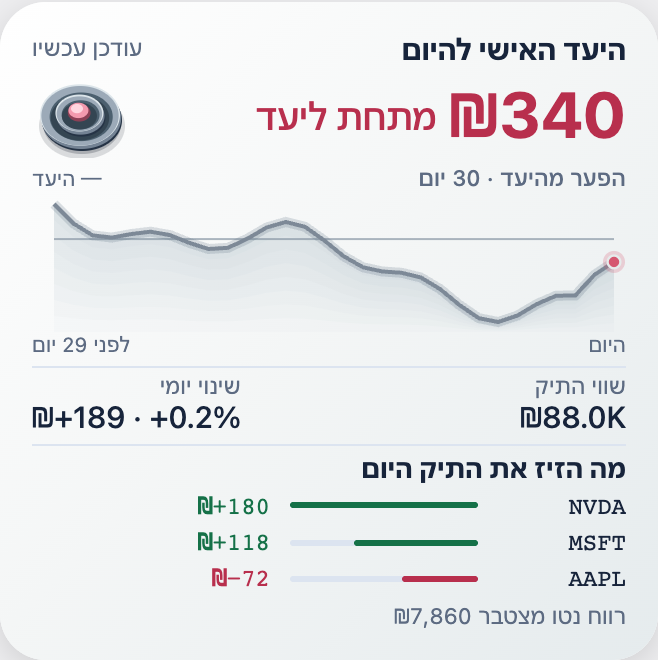 היעד האישי להיום
עודכן עכשיו
₪340 מתחת ליעד
הפער מהיעד · 30 יום
— היעד
היום
לפני 29 יום
שווי התיק
₪88.0K
שינוי יומי
₪+189 · +0.2%
מה הזיז את התיק היום
NVDA ₪+180
MSFT ₪+118
AAPL ₪−72
רווח נטו מצטבר ₪7,860